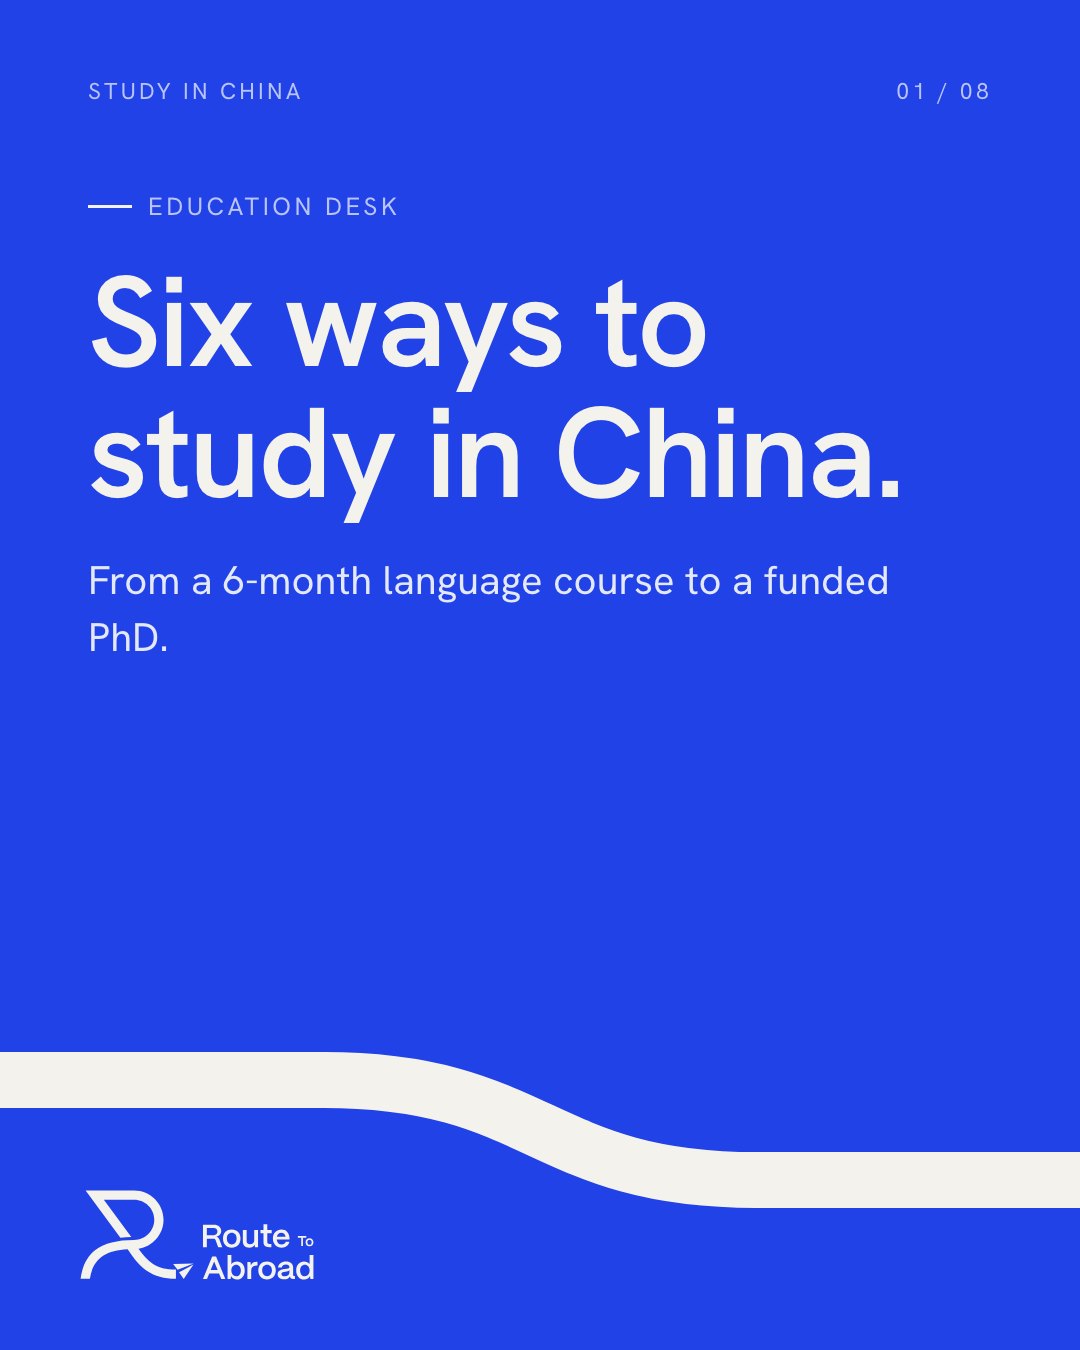 STUDY IN CHINA
01 / 08
EDUCATION DESK
Six ways to
study in China.
From a 6-month language course to a funded
PhD.
Route To
Abroad